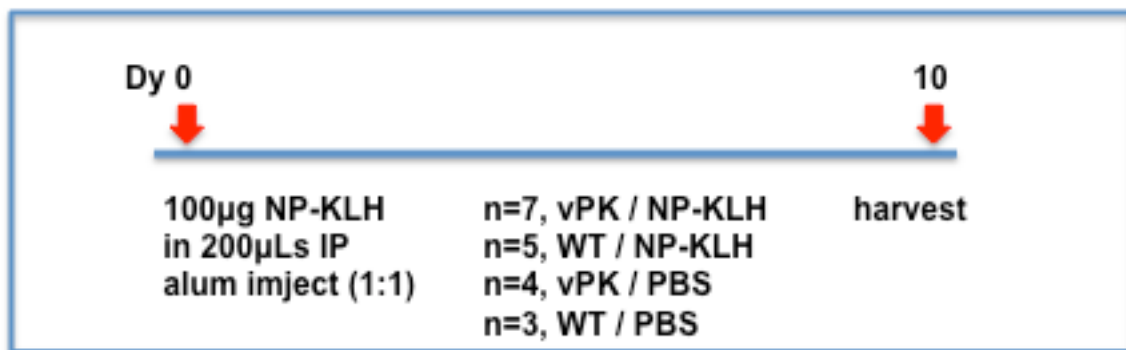 Dy 0 10
100µg NP-KLH n=7, vPK / NP-KLH harvest
in 200µLs IP n=5, WT / NP-KLH
alum imject (1:1) n=4, vPK / PBS
n=3, WT / PBS